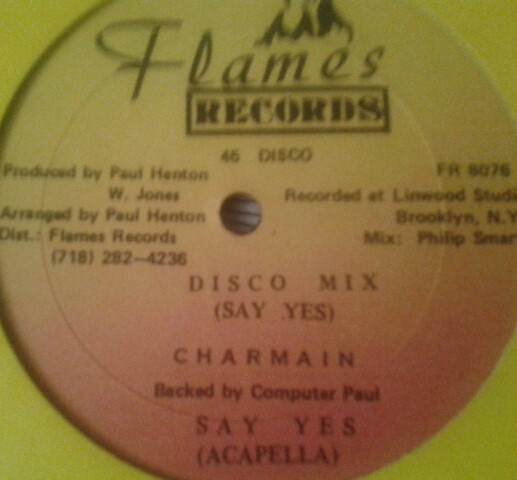 Flames
RECORDS
46 DISCO
FR 8076
Produced by Paul Henton
W. Jones
Recorded at Linwood Studi
Arranged by Paul Henton
Brooklyn, N.Y
Dist.: Flames Records
Mix: Philip Smar
(718) 282-4236
DISCO MIX
(SAY YES)
CHARMAIN
Backed by Computer Paul
SAY YES
(ACAPELLA)